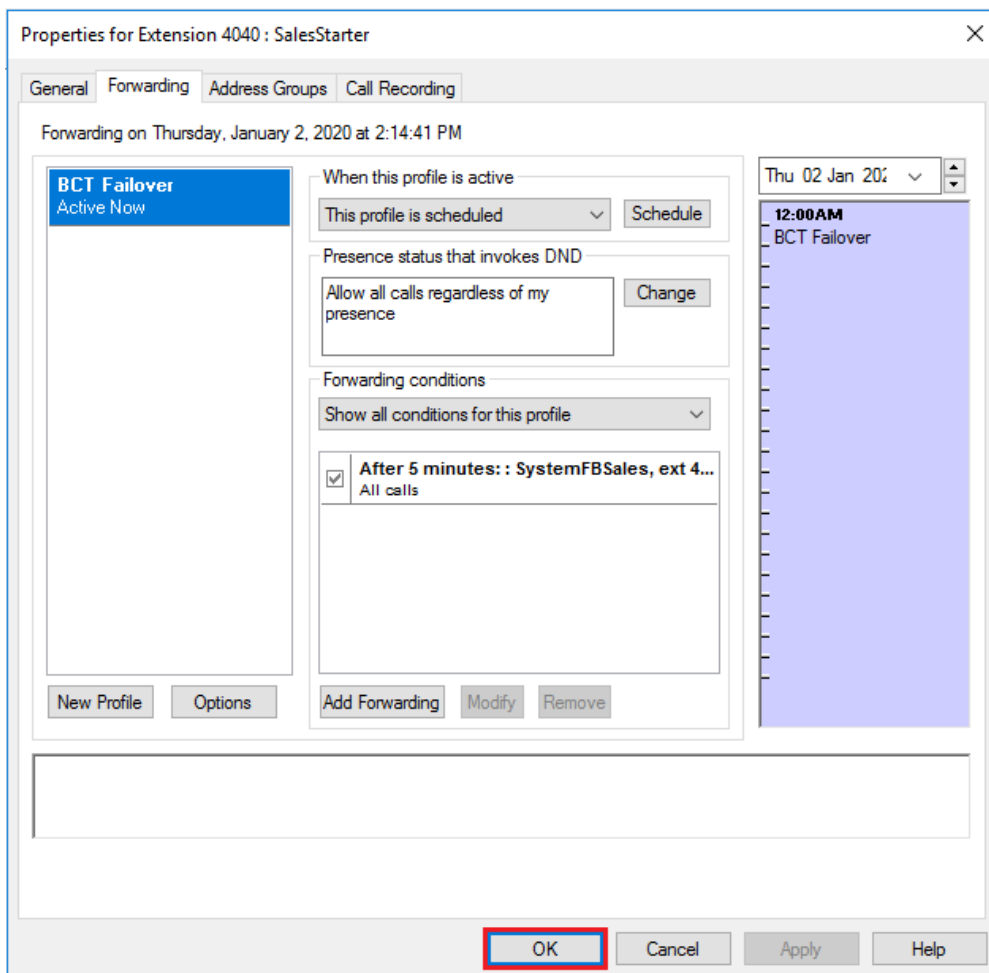 Properties for Extension 4040 : SalesStarter
General Forwarding Address Groups Call Recording
Forwarding on Thursday, January 2, 2020 at 2:14:41 PM
BCT Failover
Active Now
When this profile is active
This profile is scheduled
Schedule
Presence status that invokes DND
Allow all calls regardless of my
presence
Change
Forwarding conditions
Show all conditions for this profile
After 5 minutes: : SystemFBSales, ext 4...
All calls
New Profile
Options
Add Forwarding
Modify
Remove
Thu 02 Jan 202
12:00AM
BCT Failover
OK
Cancel
Apply
Help